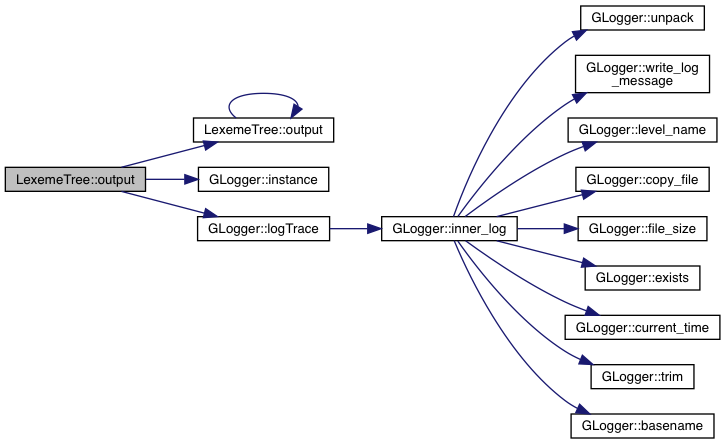 LexemeTree::output
LexemeTree::output
GLogger::instance
GLogger::logTrace
GLogger::inner_log
GLogger::unpack
GLogger::write_log
_message
GLogger::level_name
GLogger::copy_file
GLogger::file_size
GLogger::exists
GLogger::current_time
GLogger::trim
GLogger::basename